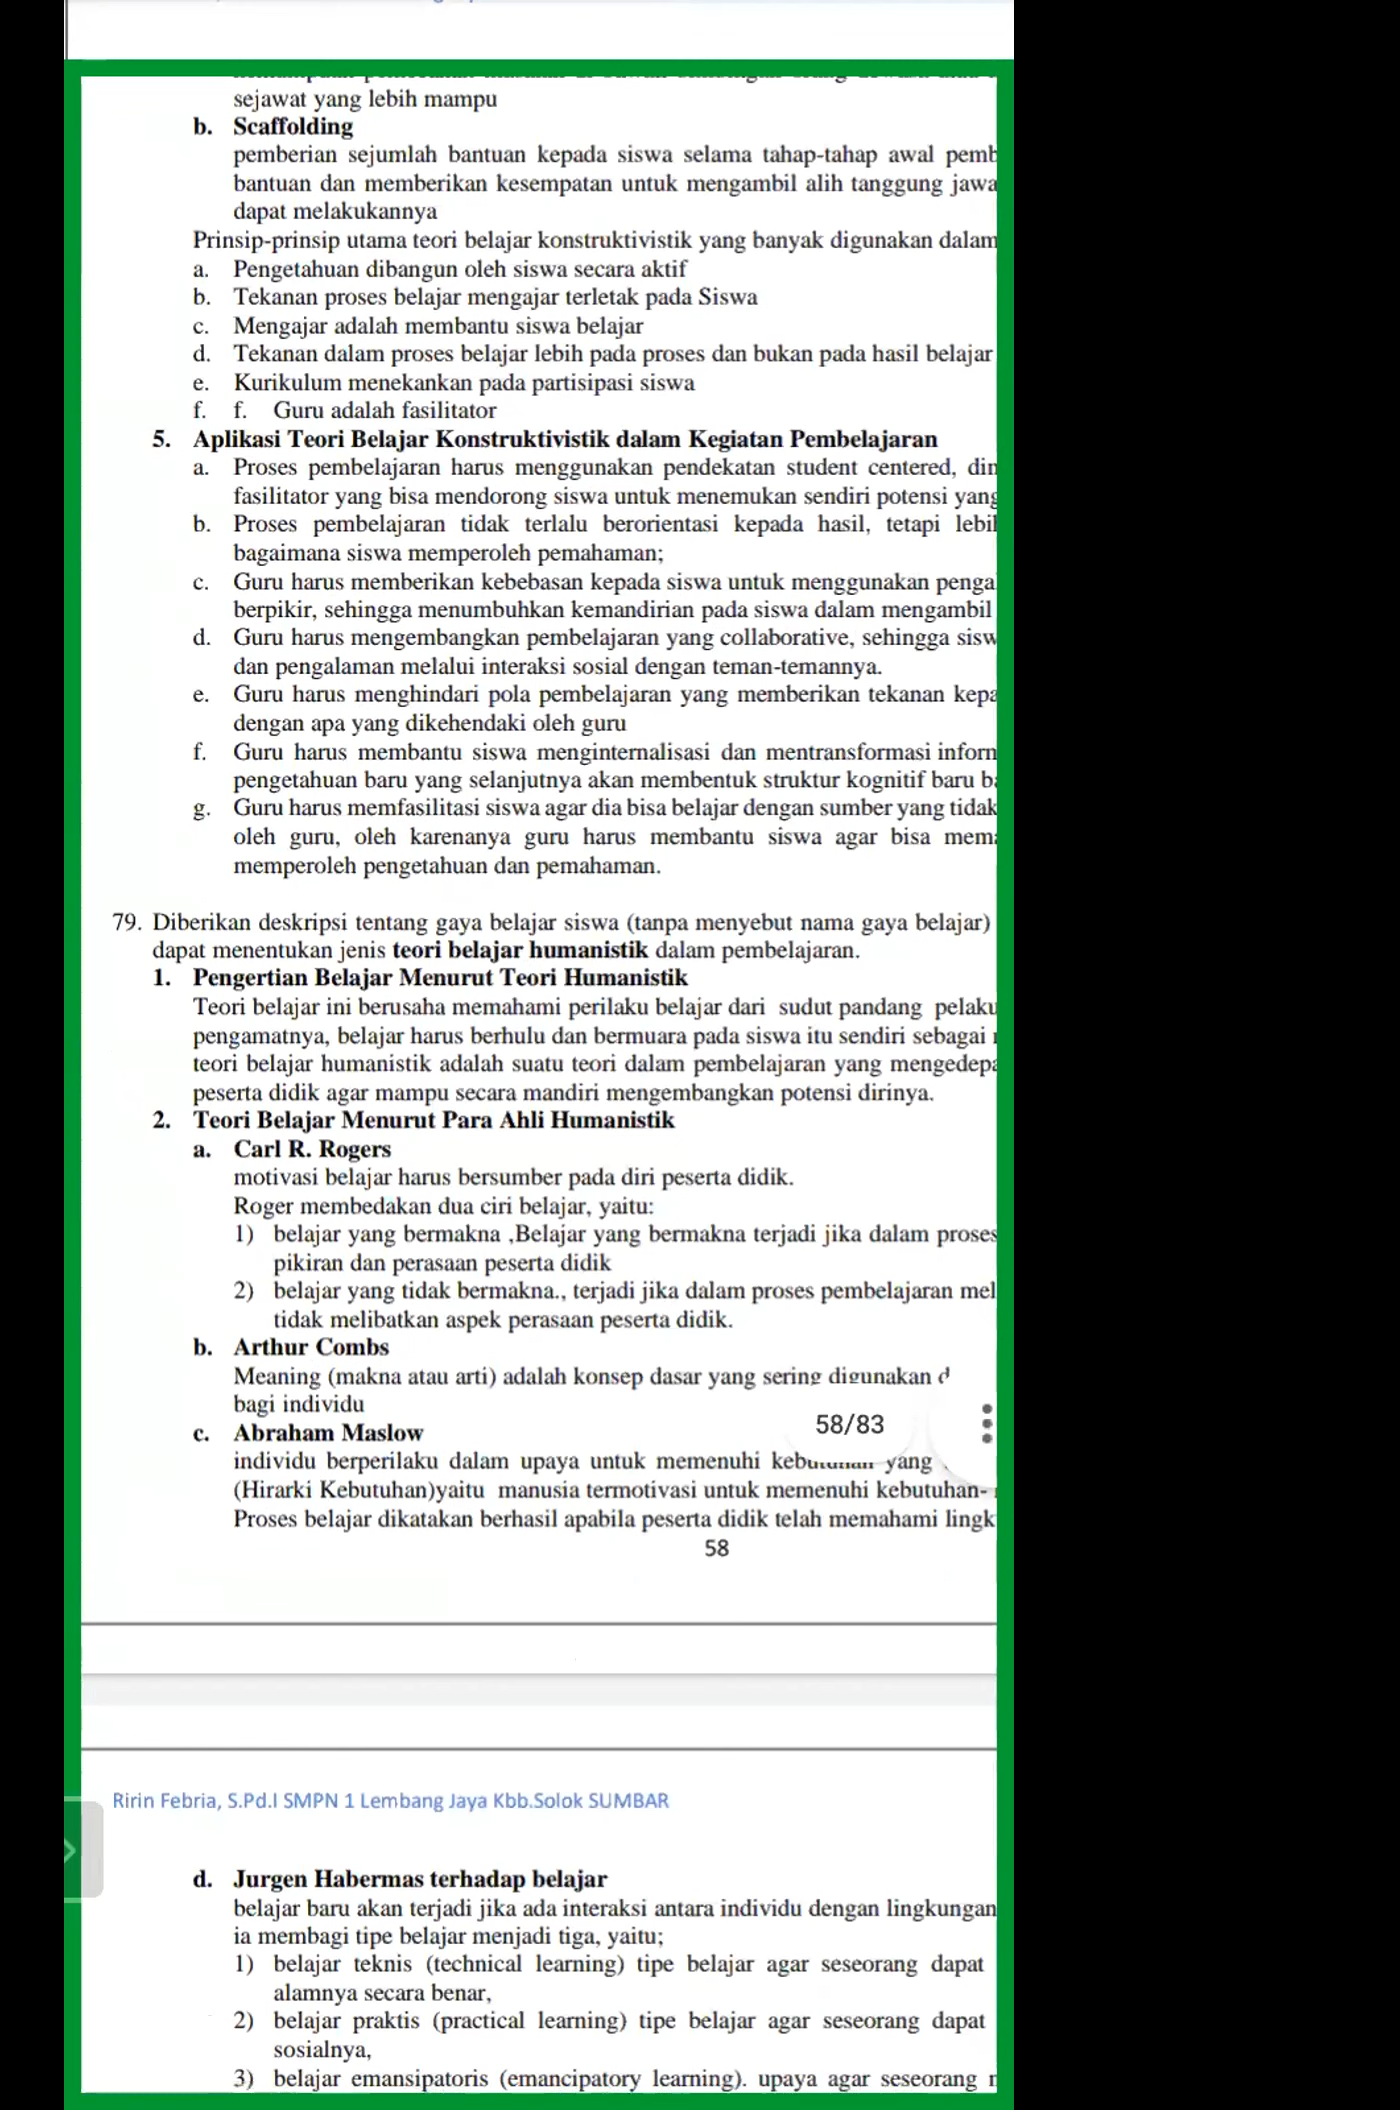 sejawat yang lebih mampu
b. Scaffolding
pemberian sejumlah bantuan kepada siswa selama tahap-tahap awal
bantuan dan memberikan kesempatan untuk mengambil alih tanggung
dapat melakukannya
Prinsip-prinsip utama teori belajar konstruktivistik yang banyak digunakan dalam
a. Pengetahuan dibangun oleh siswa secara aktif
b. Tekanan proses belajar mengajar terletak pada Siswa
c. Mengajar adalah membantu siswa belajar
d. Tekanan dalam proses belajar lebih pada proses dan bukan pada hasil belajar
e. Kurikulum menekankan pada partisipasi siswa
f. f. Guru adalah fasilitator
5. Aplikasi Teori Belajar Konstruktivistik dalam Kegiatan Pembelajaran
a. Proses pembelajaran harus menggunakan pendekatan student centered,
fasilitator yang bisa mendorong siswa untuk menemukan sendiri potensi yang
b. Proses pembelajaran tidak terlalu berorientasi kepada hasil, tetapi
bagaimana siswa memperoleh pemahaman;
c. Guru harus memberikan kebebasan kepada siswa untuk menggunakan
berpikir, sehingga menumbuhkan kemandirian pada siswa dalam mengambil
d. Guru harus mengembangkan pembelajaran yang collaborative, sehingga
dan pengalaman melalui interaksi sosial dengan teman-temannya.
e. Guru harus menghindari pola pembelajaran yang memberikan tekanan
dengan apa yang dikehendaki oleh guru
f. Guru harus membantu siswa menginternalisasi dan mentransformasi
pengetahuan baru yang selanjutnya akan membentuk struktur kognitif baru
g. Guru harus memfasilitasi siswa agar dia bisa belajar dengan sumber yang tidak
oleh guru, oleh karenanya guru harus membantu siswa agar bisa
memperoleh pengetahuan dan pemahaman.
79. Diberikan deskripsi tentang gaya belajar siswa (tanpa menyebut nama gaya belajar)
dapat menentukan jenis teori belajar humanistik dalam pembelajaran.
1. Pengertian Belajar Menurut Teori Humanistik
Teori belajar ini berusaha memahami perilaku belajar dari sudut pandang pelaku
pengamatnya, belajar harus berhulu dan bermuara pada siswa itu sendiri sebagai
teori belajar humanistik adalah suatu teori dalam pembelajaran yang
peserta didik agar mampu secara mandiri mengembangkan potensi dirinya.
2. Teori Belajar Menurut Para Ahli Humanistik
a. Carl R. Rogers
motivasi belajar harus bersumber pada diri peserta didik.
Roger membedakan dua ciri belajar, yaitu:
1) belajar yang bermakna ,Belajar yang bermakna terjadi jika dalam proses
pikiran dan perasaan peserta didik
2) belajar yang tidak bermakna., terjadi jika dalam proses pembelajaran
tidak melibatkan aspek perasaan peserta didik.
b. Arthur Combs
Meaning (makna atau arti) adalah konsep dasar yang sering digunakan
bagi individu
58/83
c. Abraham Maslow
individu berperilaku dalam upaya untuk memenuhi kebutuhan yang
(Hirarki Kebutuhan)yaitu manusia termotivasi untuk memenuhi kebutuhan-
Proses belajar dikatakan berhasil apabila peserta didik telah memahami
58
Ririn Febria, S.Pd.I SMPN 1 Lembang Jaya Kbb.Solok SUMBAR
d. Jurgen Habermas terhadap belajar
belajar baru akan terjadi jika ada interaksi antara individu dengan lingkungan
ia membagi tipe belajar menjadi tiga, yaitu;
1) belajar teknis (technical learning) tipe belajar agar seseorang dapat
alamnya secara benar,
2) belajar praktis (practical learning) tipe belajar agar seseorang dapat
sosialnya,
3) belajar emansipatoris (emancipatory learning). upaya agar seseorang